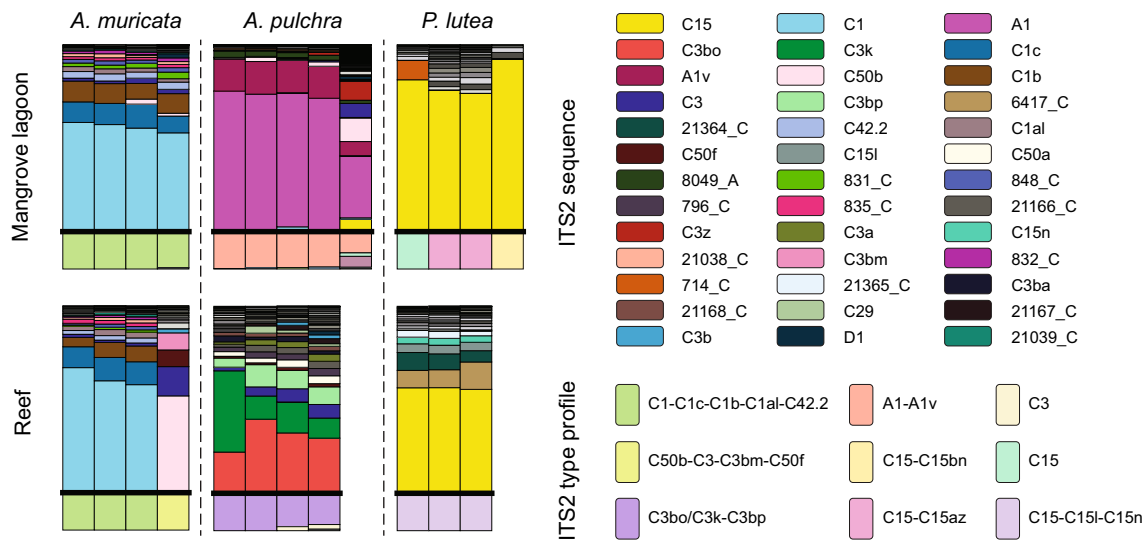 A. muricata
A. pulchra
P. lutea
Mangrove lagoon
Reef
ITS2 sequence
C15
C1
A1
C3bo
C3k
C1c
A1v
C50b
C1b
C3
C3bp
6417_C
21364_C
C42.2
C1al
C50f
C15l
C50a
8049_A
831_C
848_C
796_C
835_C
21166_C
C3z
C3a
C15n
21038_C
C3bm
832_C
714_C
21365_C
C3ba
21168_C
C29
21167_C
C3b
D1
21039_C
ITS2 type profile
C1-C1c-C1b-C1al-C42.2
A1-A1v
C3
C50b-C3-C3bm-C50f
C15-C15bn
C15
C3bo/C3k-C3bp
C15-C15az
C15-C15l-C15n